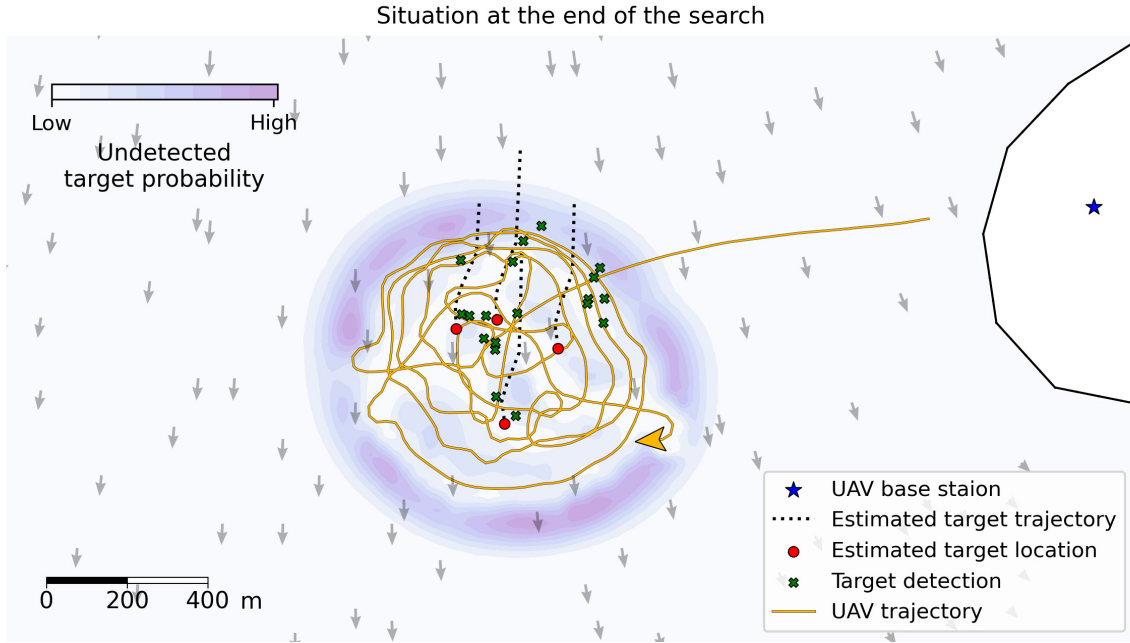 Situation at the end of the search
Low High
Undetected
target probability
UAV base staion
Estimated target trajectory
Estimated target location
Target detection
UAV trajectory
0 200 400 m